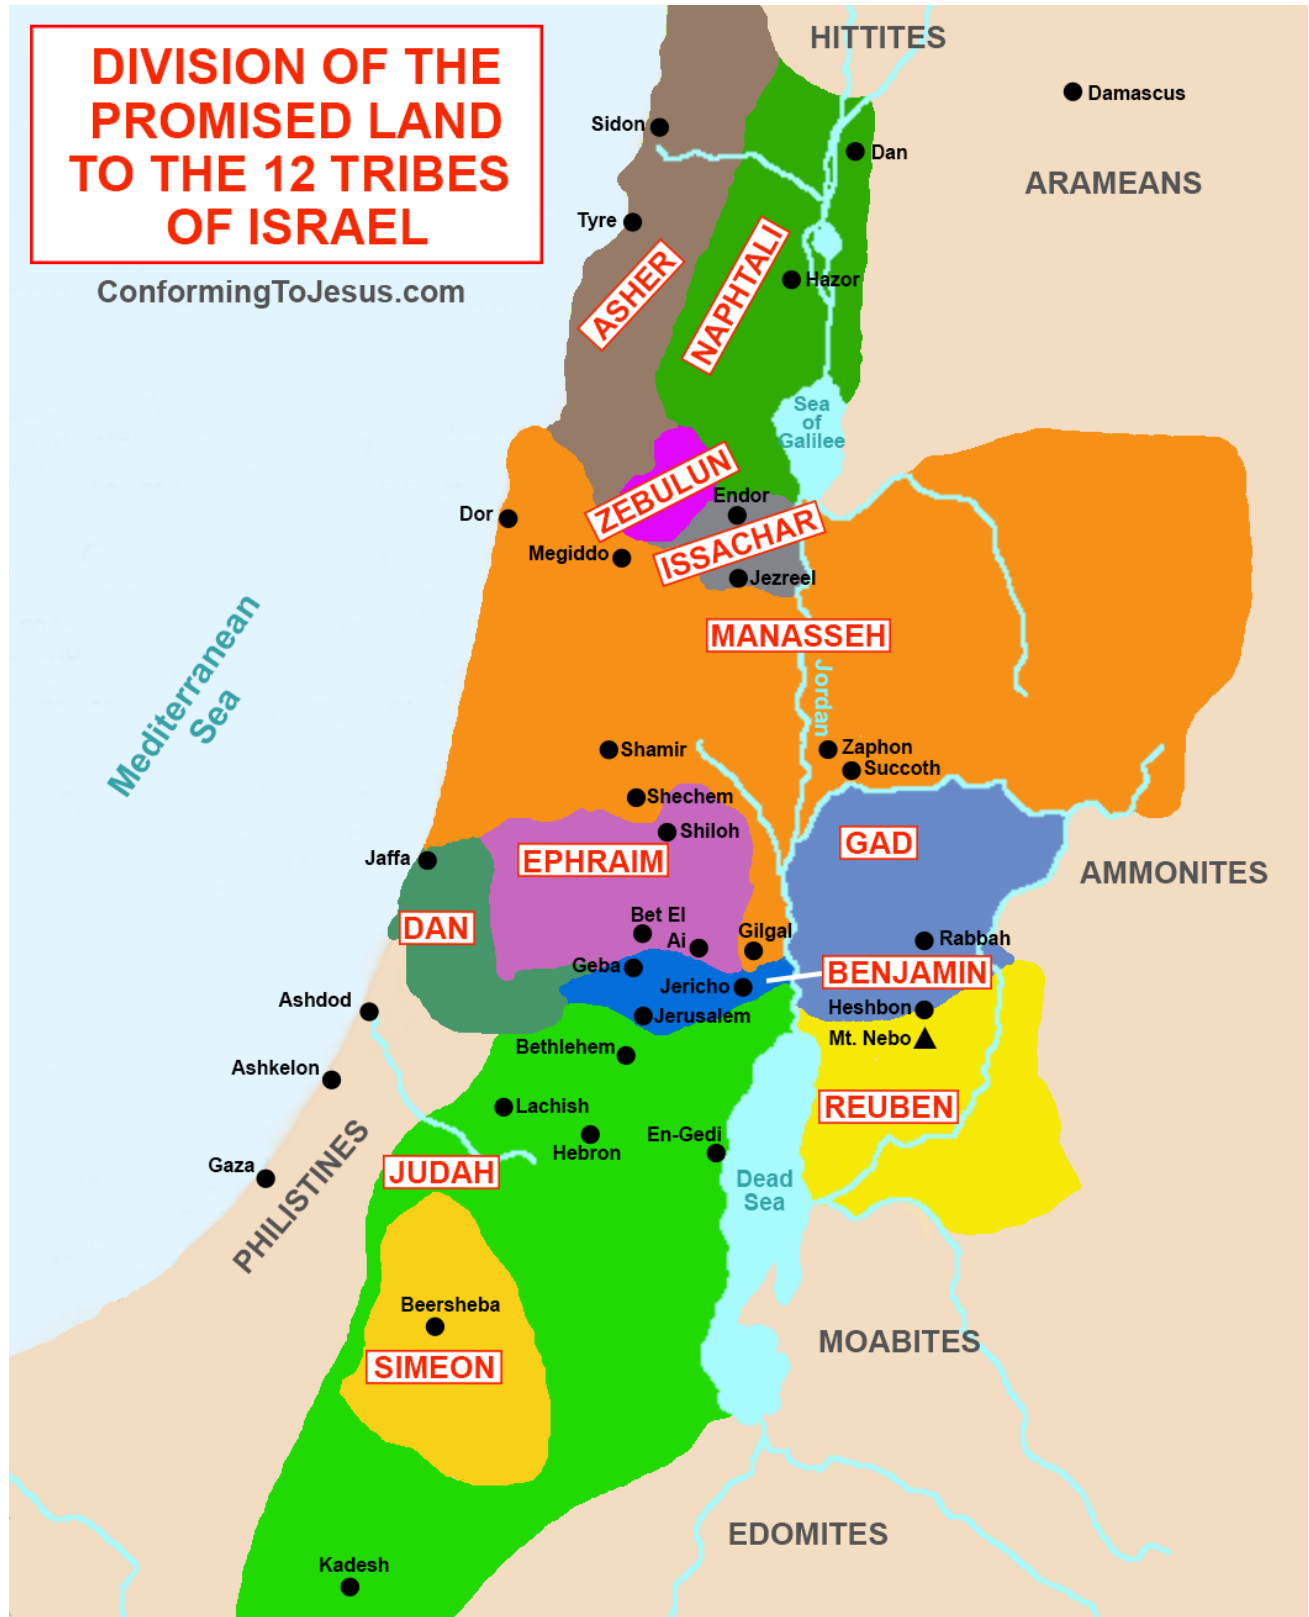 DIVISION OF THE
PROMISED LAND
TO THE 12 TRIBES
OF ISRAEL
ConformingToJesus.com
HITTITES
Damascus
Sidon
Dan
ARAMEANS
Tyre
ASHER
NAPHTALI
Hazor
Sea
of
Galilee
ZEBULUN
Endor
Dor
ISSACHAR
Megiddo
Jezreel
MANASSEH
Mediterranean
Sea
Jordan
Shamir
Zaphon
Succoth
Shechem
Shiloh
GAD
Jaffa
EPHRAIM
AMMONITES
Bet El
DAN
Ai
Gilgal
Rabbah
Geba
BENJAMIN
Jericho
Ashdod
Heshbon
Jerusalem
Mt. Nebo
Bethlehem
Ashkelon
Lachish
REUBEN
Hebron
En-Gedi
PHILISTINES
Gaza
JUDAH
Dead
Sea
Beersheba
MOABITES
SIMEON
EDOMITES
Kadesh